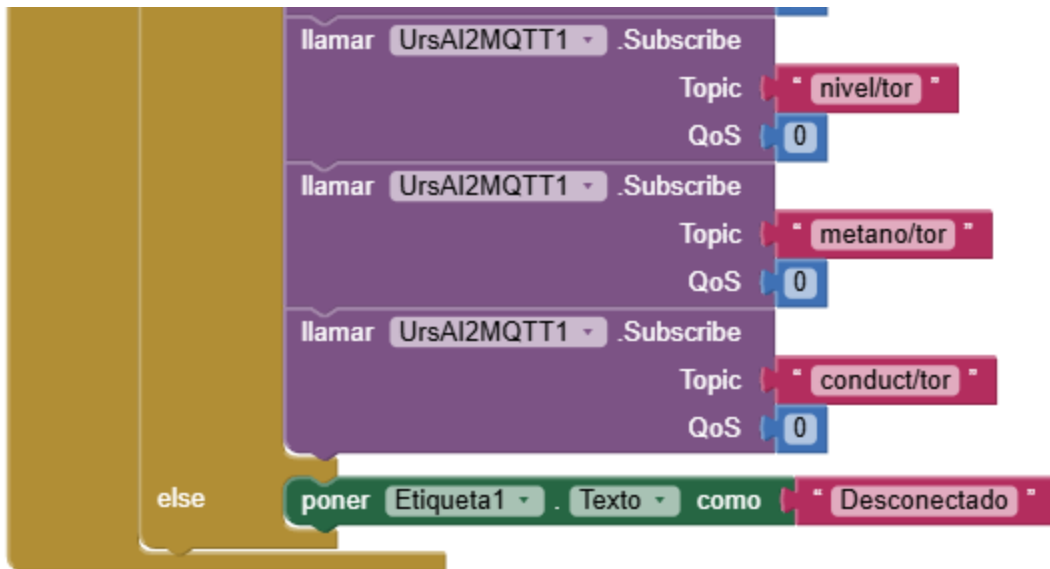 llamar UrsAI2MQTT1 .Subscribe
Topic " nivel/tor "
QoS 0
llamar UrsAI2MQTT1 .Subscribe
Topic " metano/tor "
QoS 0
llamar UrsAI2MQTT1 .Subscribe
Topic " conduct/tor "
QoS 0
else poner Etiqueta1 . Texto como " Desconectado "